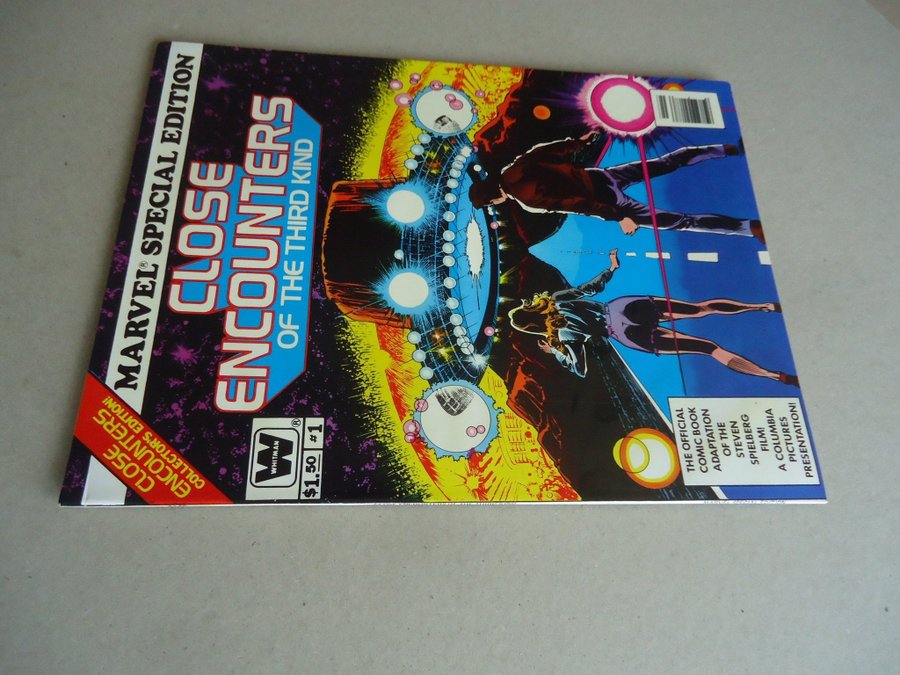 MARVEL® SPECIAL EDITION
CLOSE
ENCOUNTERS
COLLECTOR'S EDITION!
CLOSE
ENCOUNTERS
OF THE THIRD KIND
W
WHITMAN
®
$1.50 #1
THE OFFICIAL
COMIC BOOK
ADAPTATION
OF THE
STEVEN
SPIELBERG
FILM!
A COLUMBIA
PICTURES
PRESENTATION!